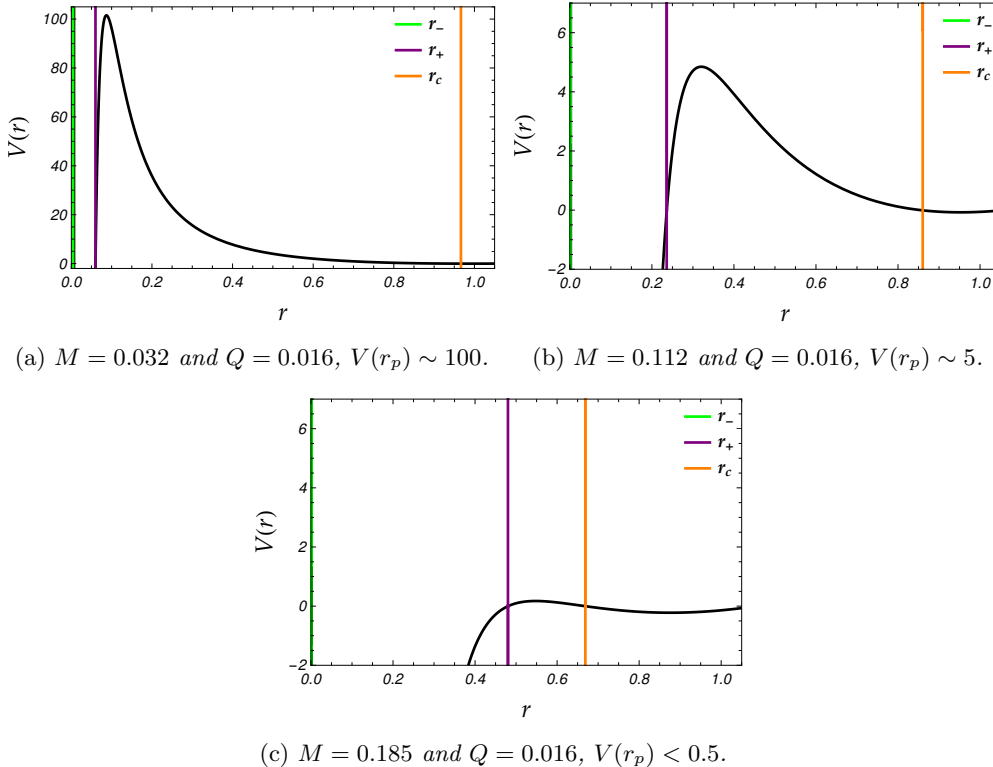 100
80
60
40
20
0
V(r)
r₋
r₊
r_c
0.0 0.2 0.4 0.6 0.8 1.0
r
6
4
2
0
−2
V(r)
r₋
r₊
r_c
0.0 0.2 0.4 0.6 0.8 1.0
r
(a) M = 0.032 and Q = 0.016, V(r_p) ∼ 100.
(b) M = 0.112 and Q = 0.016, V(r_p) ∼ 5.
6
4
2
0
−2
V(r)
r₋
r₊
r_c
0.0 0.2 0.4 0.6 0.8 1.0
r
(c) M = 0.185 and Q = 0.016, V(r_p) < 0.5.